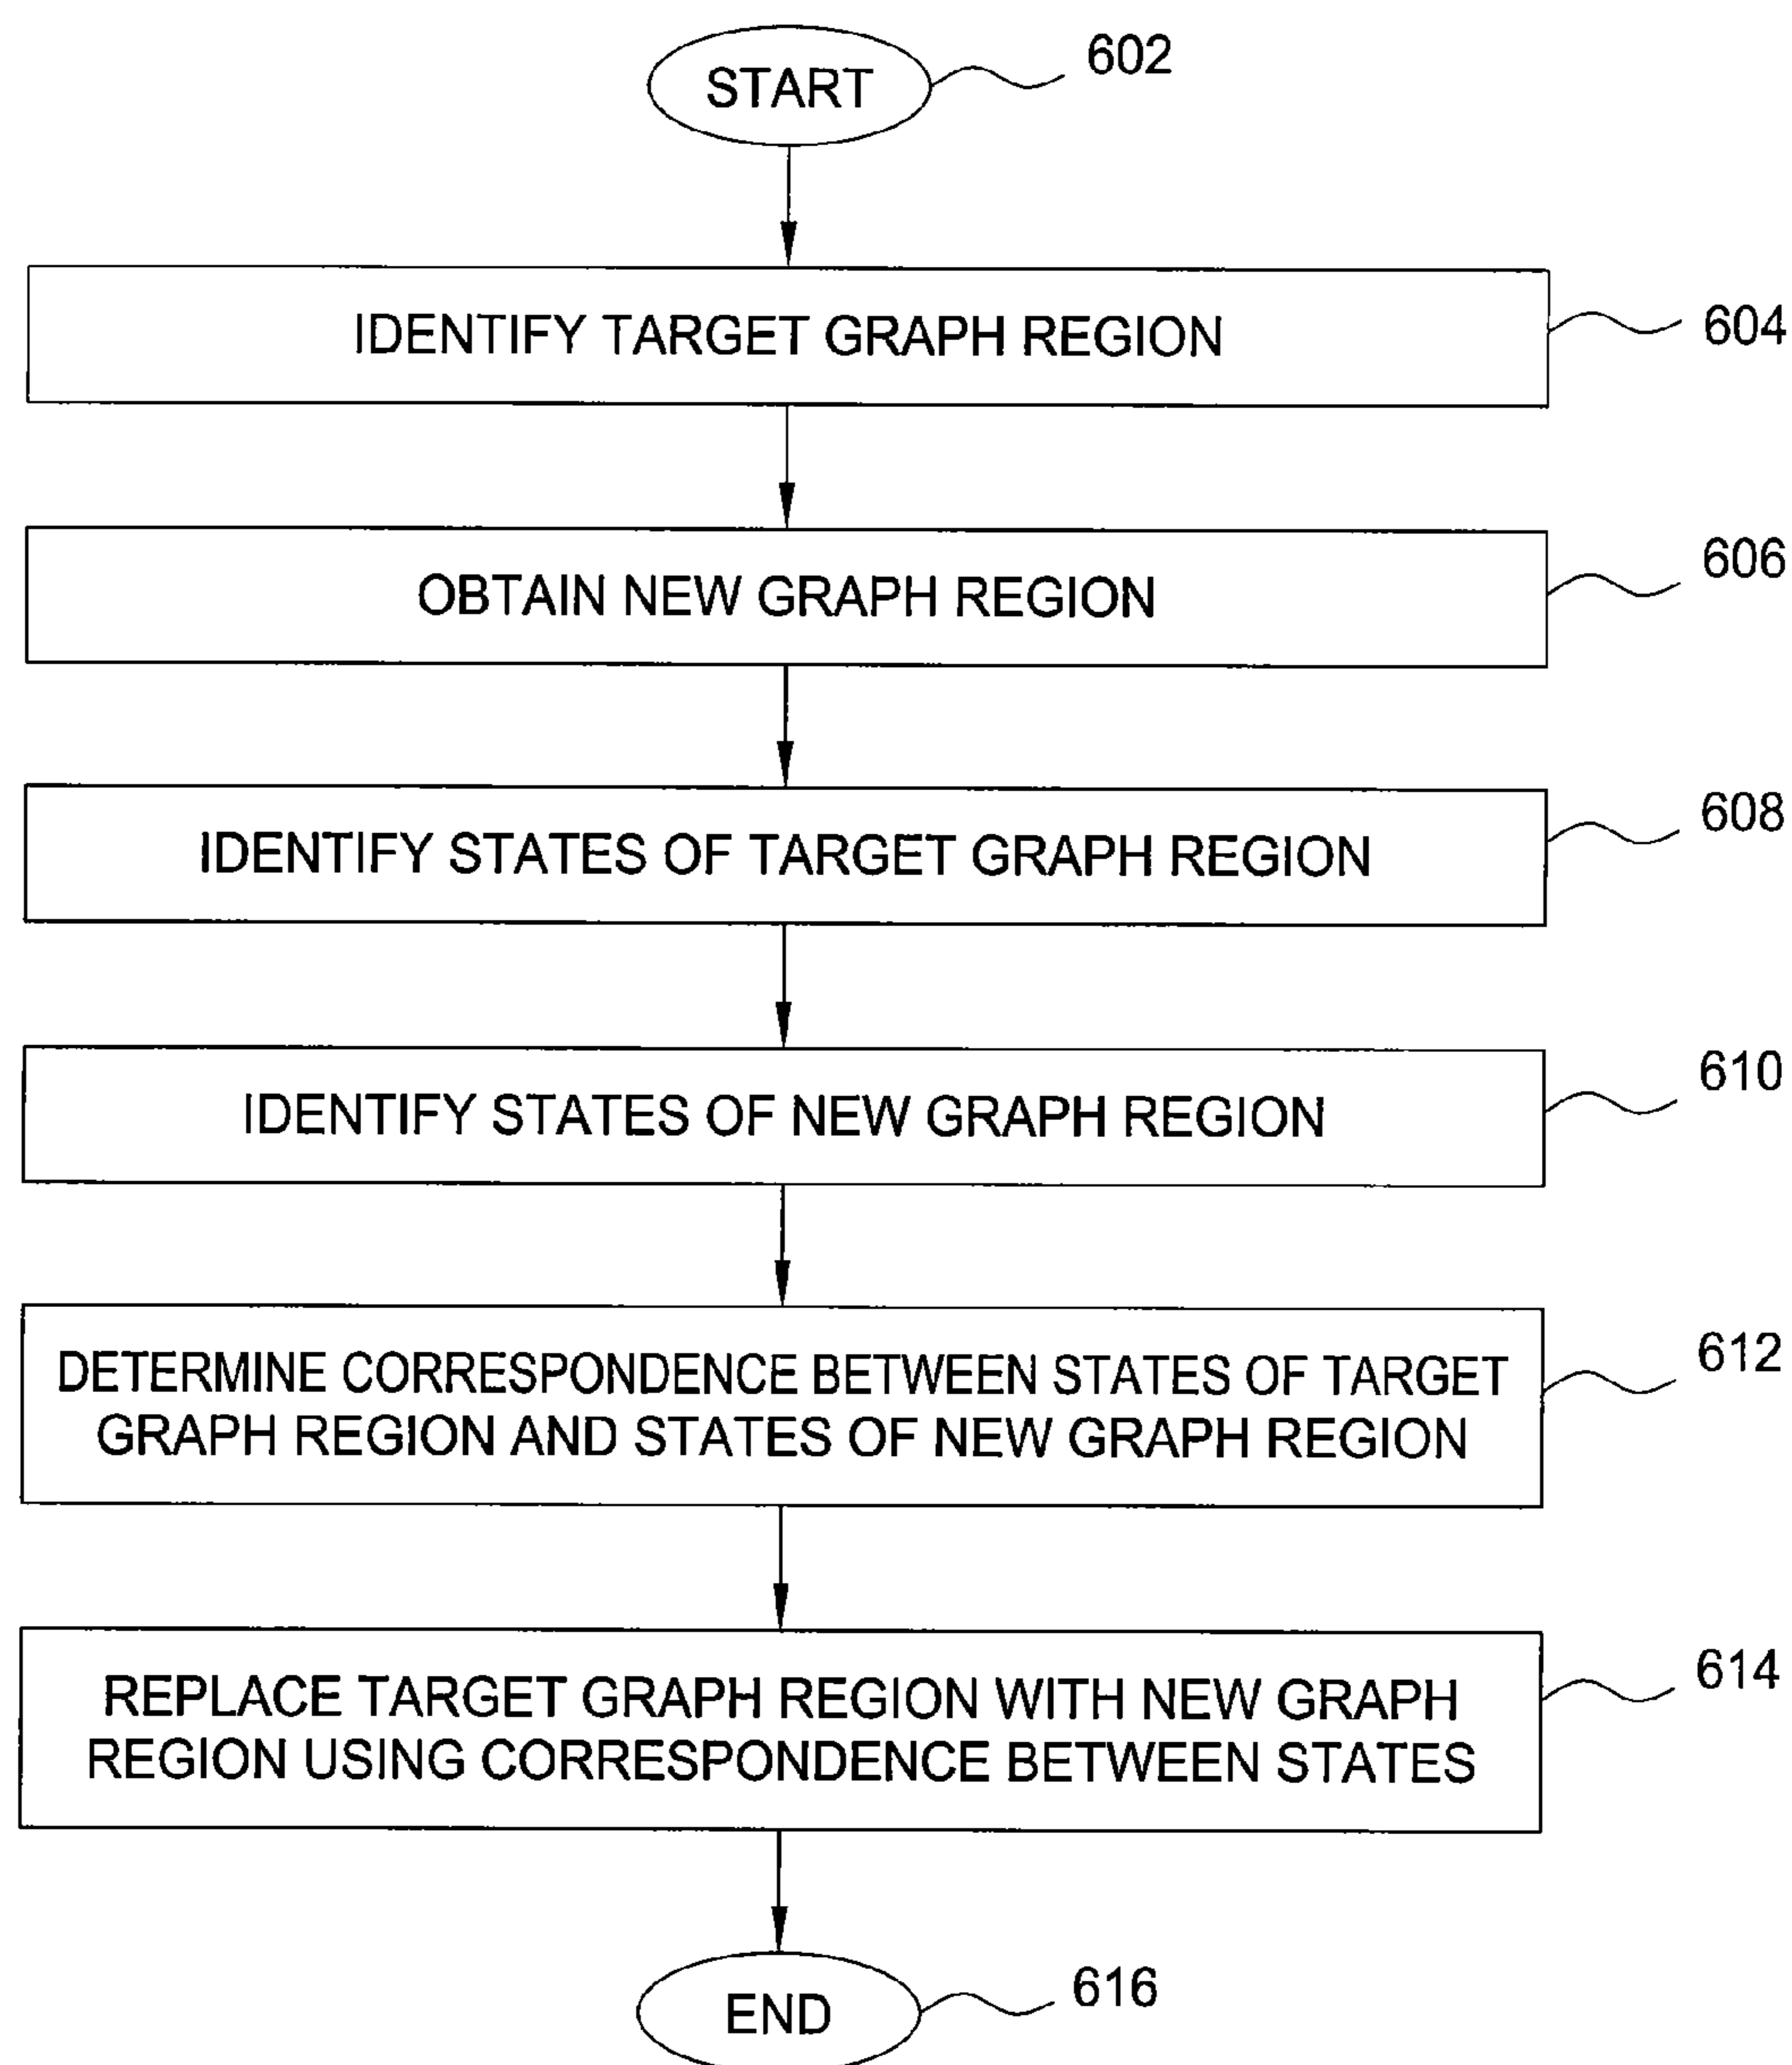 START
602
IDENTIFY TARGET GRAPH REGION
604
OBTAIN NEW GRAPH REGION
606
IDENTIFY STATES OF TARGET GRAPH REGION
608
IDENTIFY STATES OF NEW GRAPH REGION
610
DETERMINE CORRESPONDENCE BETWEEN STATES OF TARGET
GRAPH REGION AND STATES OF NEW GRAPH REGION
612
REPLACE TARGET GRAPH REGION WITH NEW GRAPH
REGION USING CORRESPONDENCE BETWEEN STATES
614
END
616